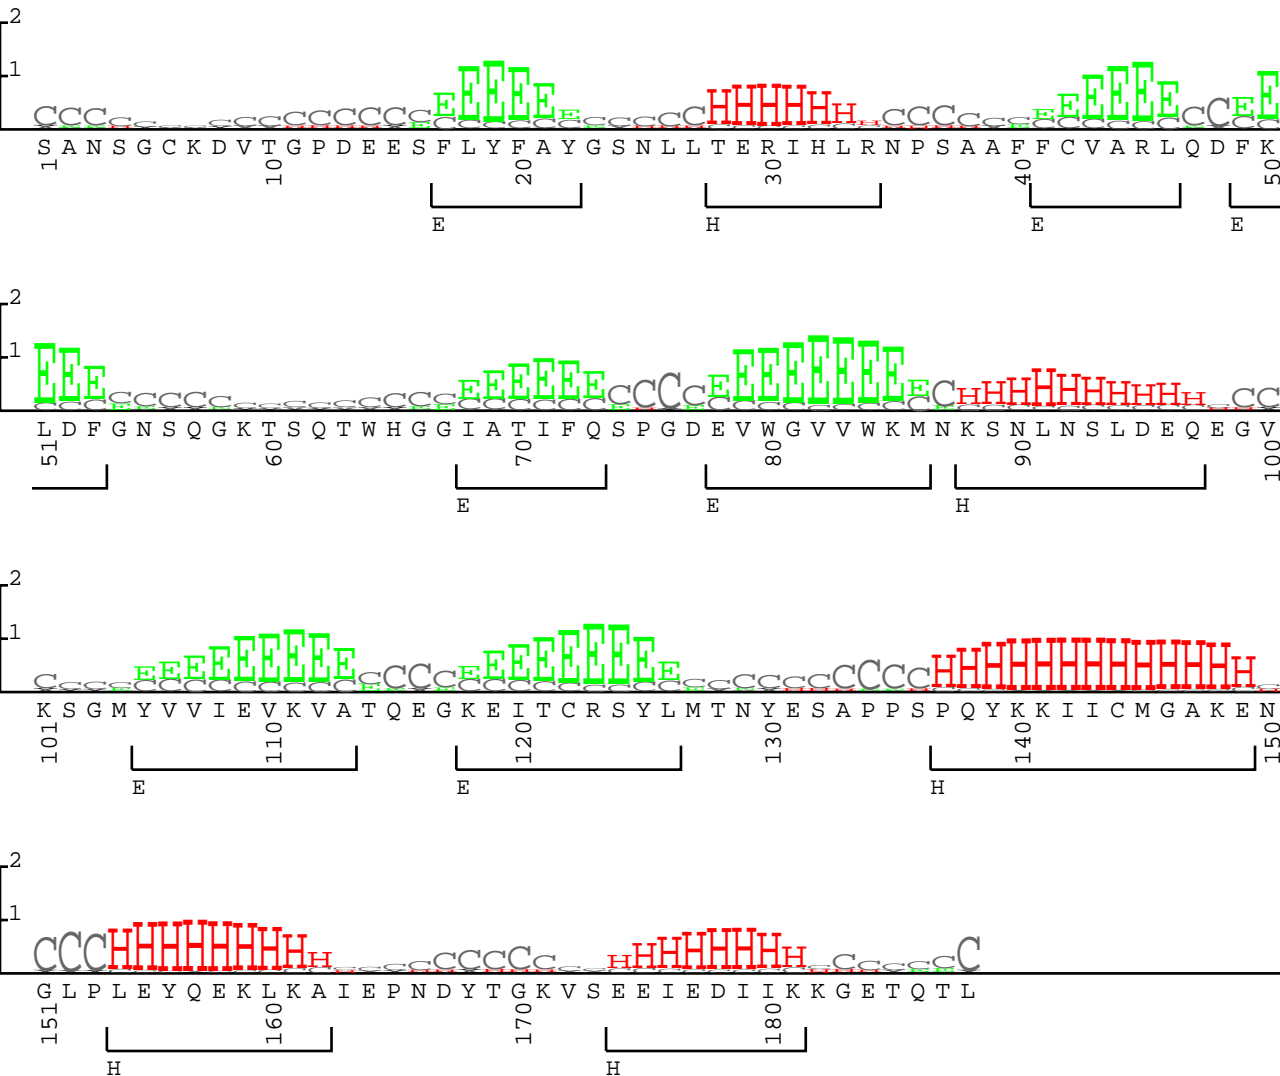 2
1
C C C C C C C C C C C C C C C C E E E E E E C C C C C H H H H H H H C C C C C C E E E E E E C C E E
S A N S G C K D V T G P D E E S F L Y F A Y G S N L L T E R I H L R N P S A A F F C V A R L Q D F K
1 10 20 30 40 50
E H E E
2
1
E E E C C C C C C C C C C C C C C E E E E E E C C C C E E E E E E E E E C H H H H H H H H H H C C
L D F G N S Q G K T S Q T W H G G I A T I F Q S P G D E V W G V V W K M N K S N L N S L D E Q E G V
51 60 70 80 90 100
E E H
2
1
C C C C E E E E E E E E E C C C C E E E E E E E E E C C C C C C C C C C H H H H H H H H H H H H H C
K S G M Y V V I E V K V A T Q E G K E I T C R S Y L M T N Y E S A P P S P Q Y K K I I C M G A K E N
101 110 120 130 140 150
E E H
2
1
C C C H H H H H H H H H C C C C C C C C C C H H H H H H H H C C C C C C
G L P L E Y Q E K L K A I E P N D Y T G K V S E E I E D I I K K G E T Q T L
151 160 170 180
H H